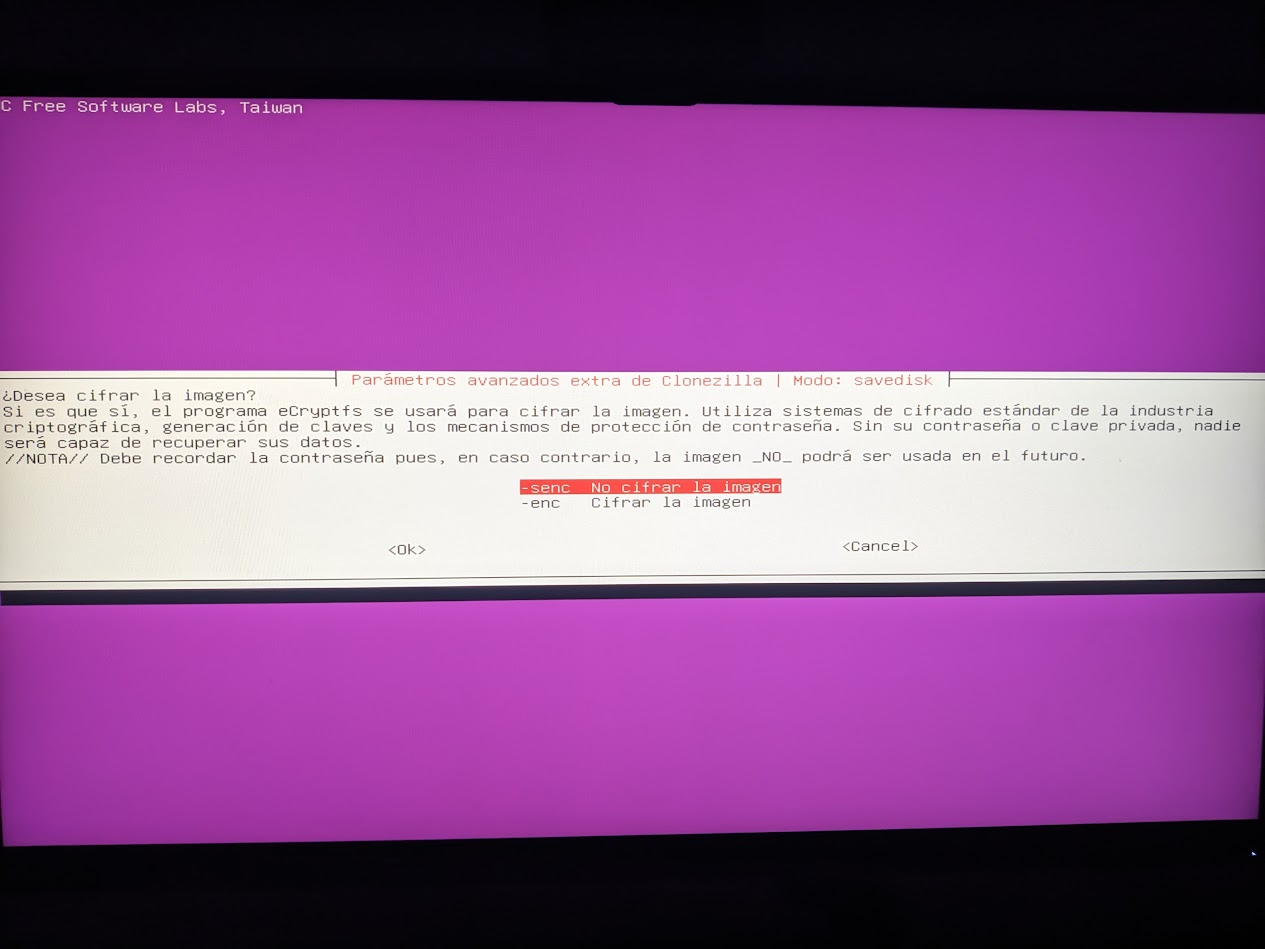 C Free Software Labs, Taiwan
Parámetros avanzados extra de Clonezilla | Modo: savedisk
¿Desea cifrar la imagen?
Si es que sí, el programa eCryptfs se usará para cifrar la imagen. Utiliza sistemas de cifrado estándar de la industria
criptográfica, generación de claves y los mecanismos de protección de contraseña. Sin su contraseña o clave privada, nadie
será capaz de recuperar sus datos.
//NOTA// Debe recordar la contraseña pues, en caso contrario, la imagen _NO_ podrá ser usada en el futuro.
-senc No cifrar la imagen
-enc Cifrar la imagen
<Ok> <Cancel>